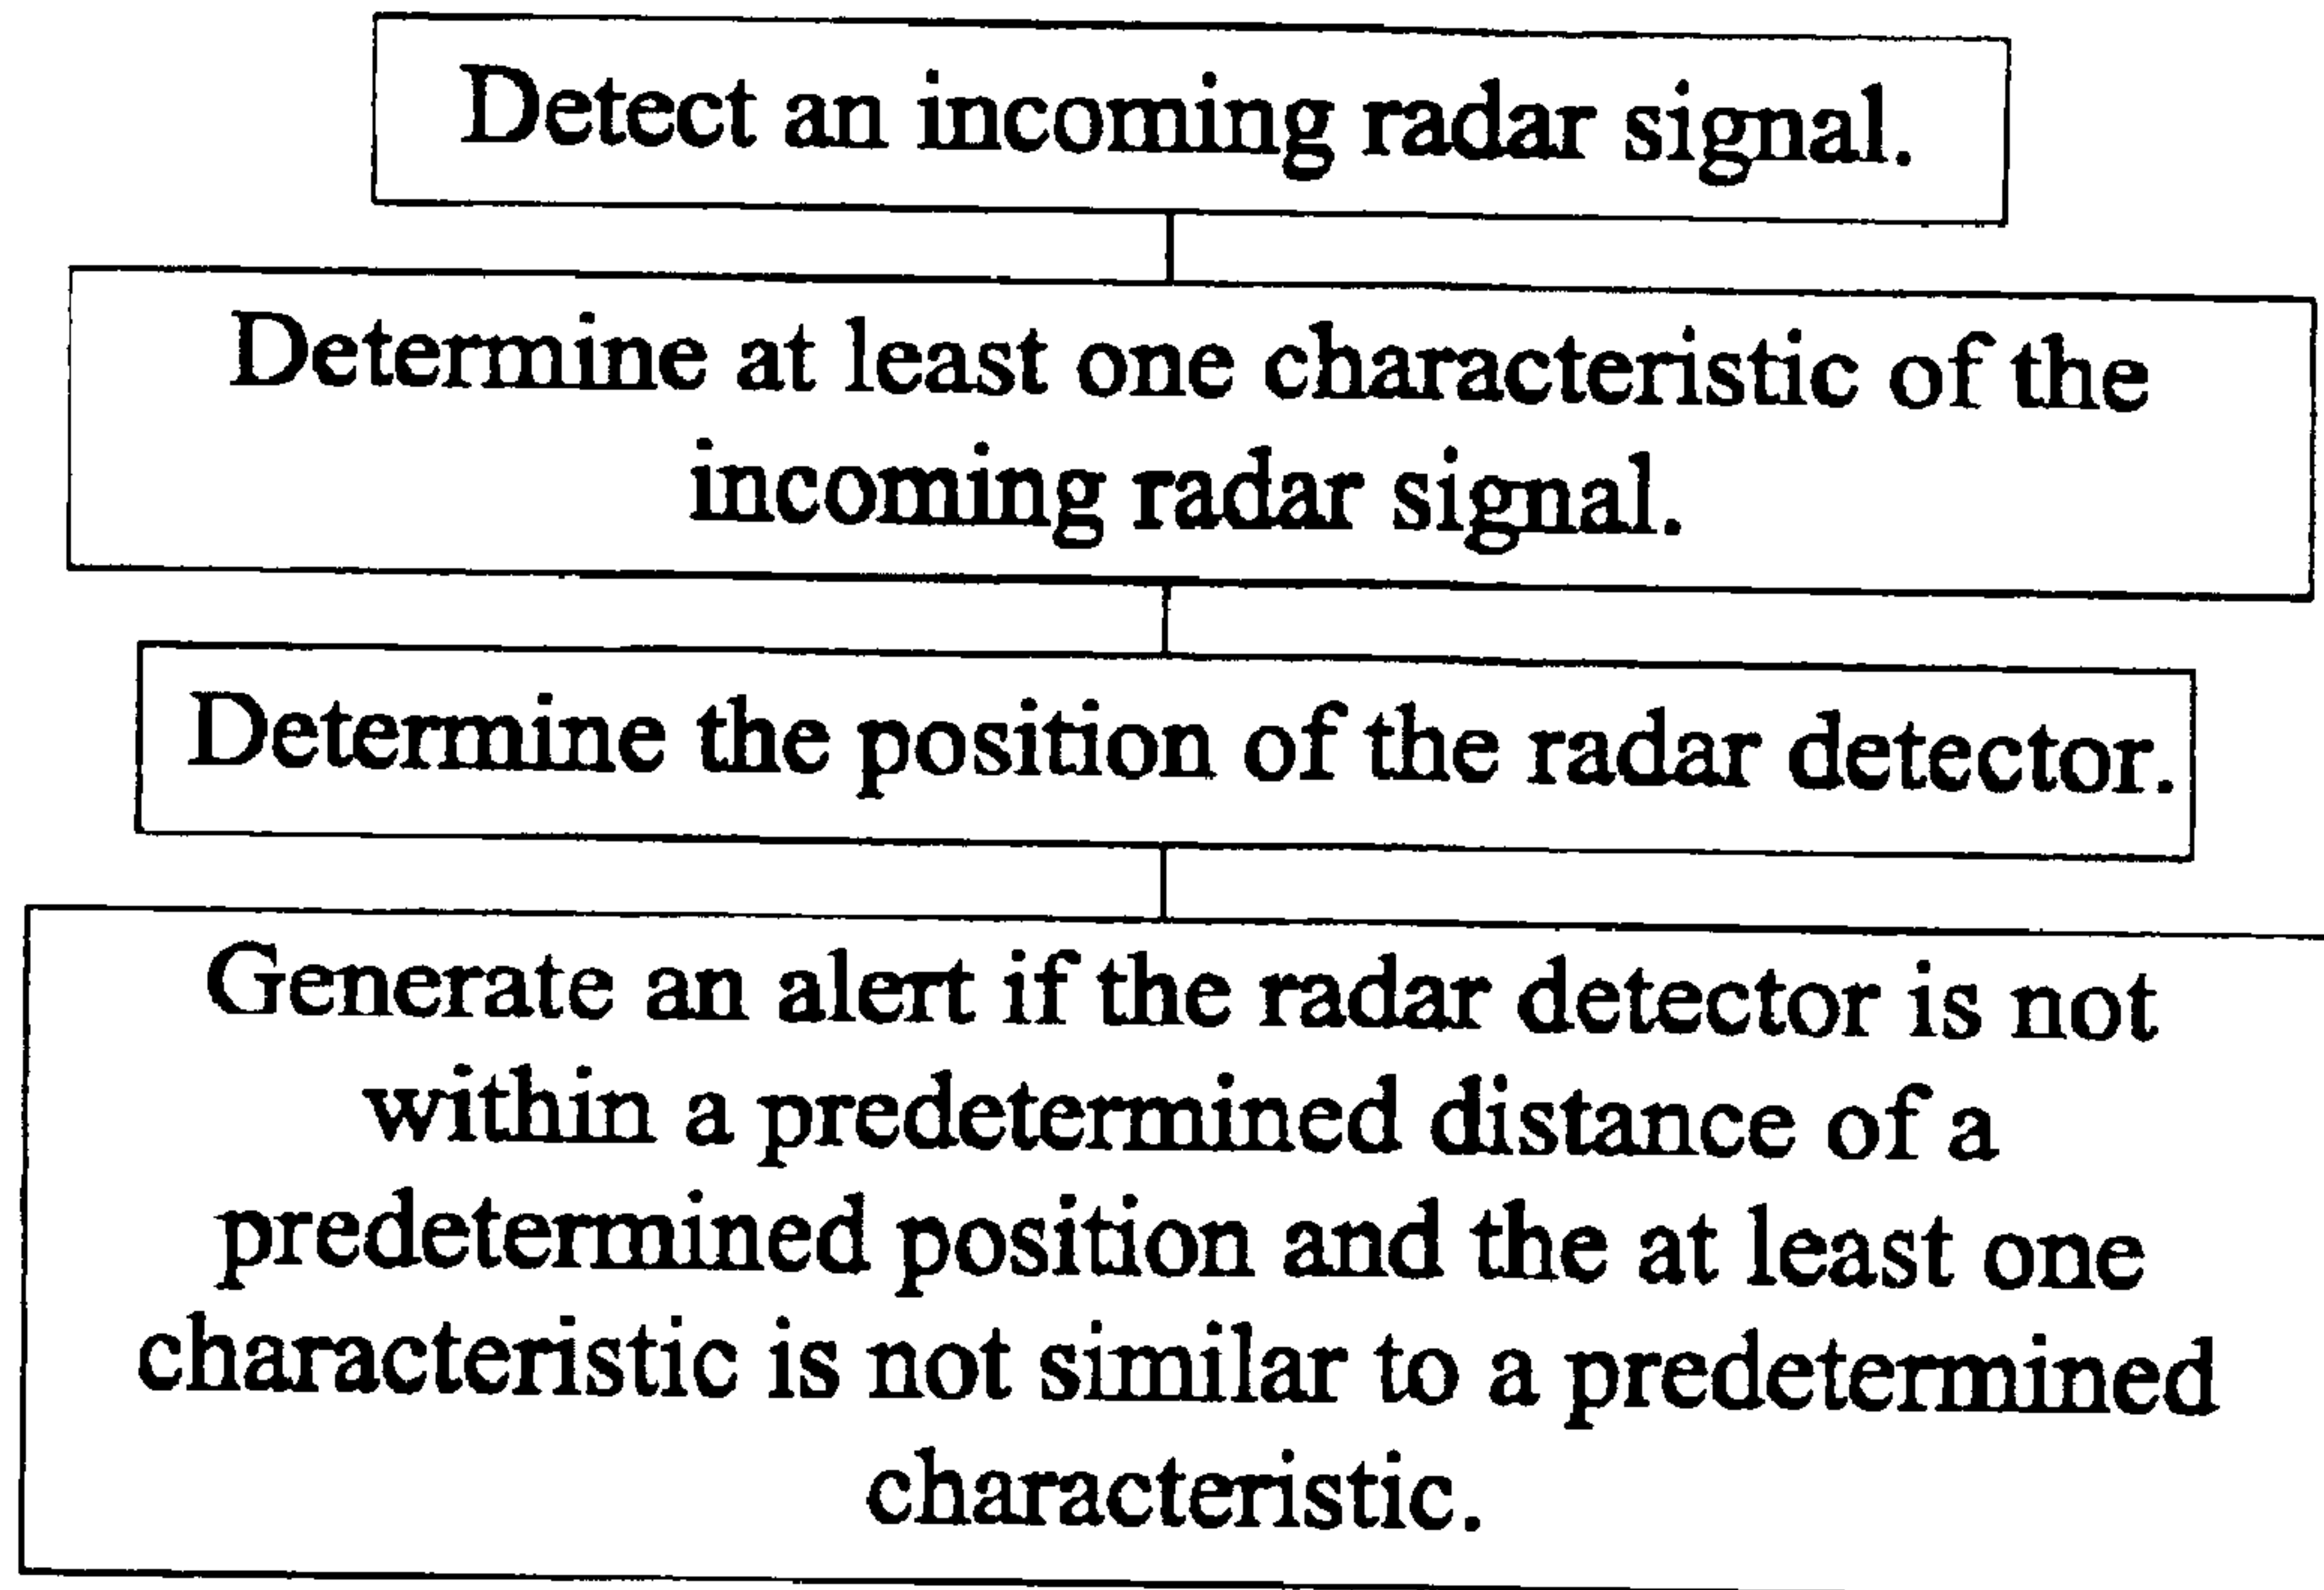 Detect an incoming radar signal.
Determine at least one characteristic of the
incoming radar signal.
Determine the position of the radar detector.
Generate an alert if the radar detector is not
within a predetermined distance of a
predetermined position and the at least one
characteristic is not similar to a predetermined
characteristic.